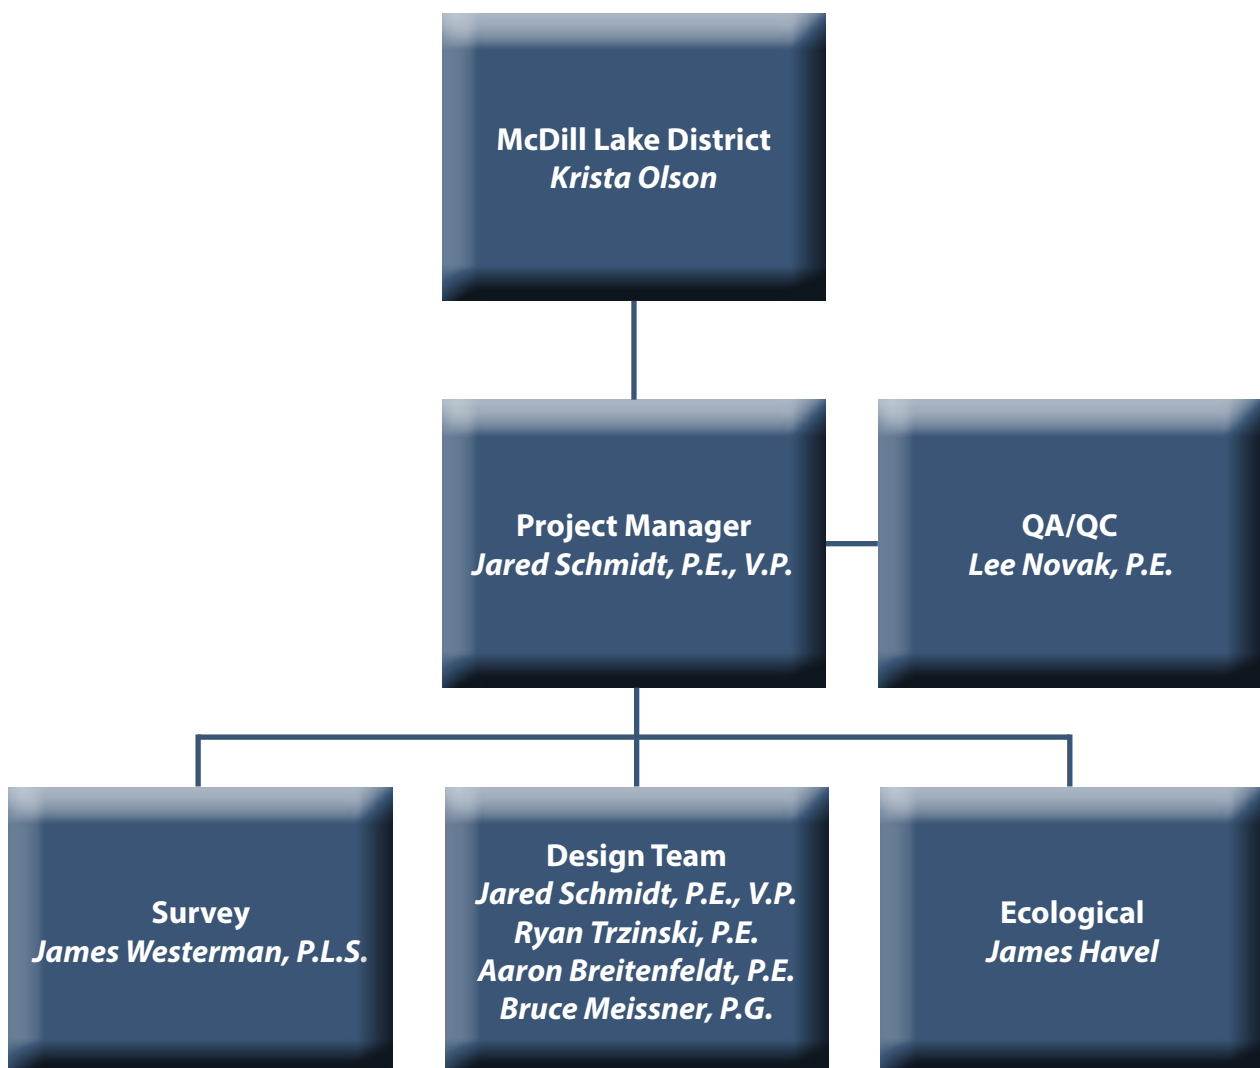 McDill Lake District
Krista Olson
Project Manager
Jared Schmidt, P.E., V.P.
QA/QC
Lee Novak, P.E.
Survey
James Westerman, P.L.S.
Design Team
Jared Schmidt, P.E., V.P.
Ryan Trzinski, P.E.
Aaron Breitenfeldt, P.E.
Bruce Meissner, P.G.
Ecological
James Havel